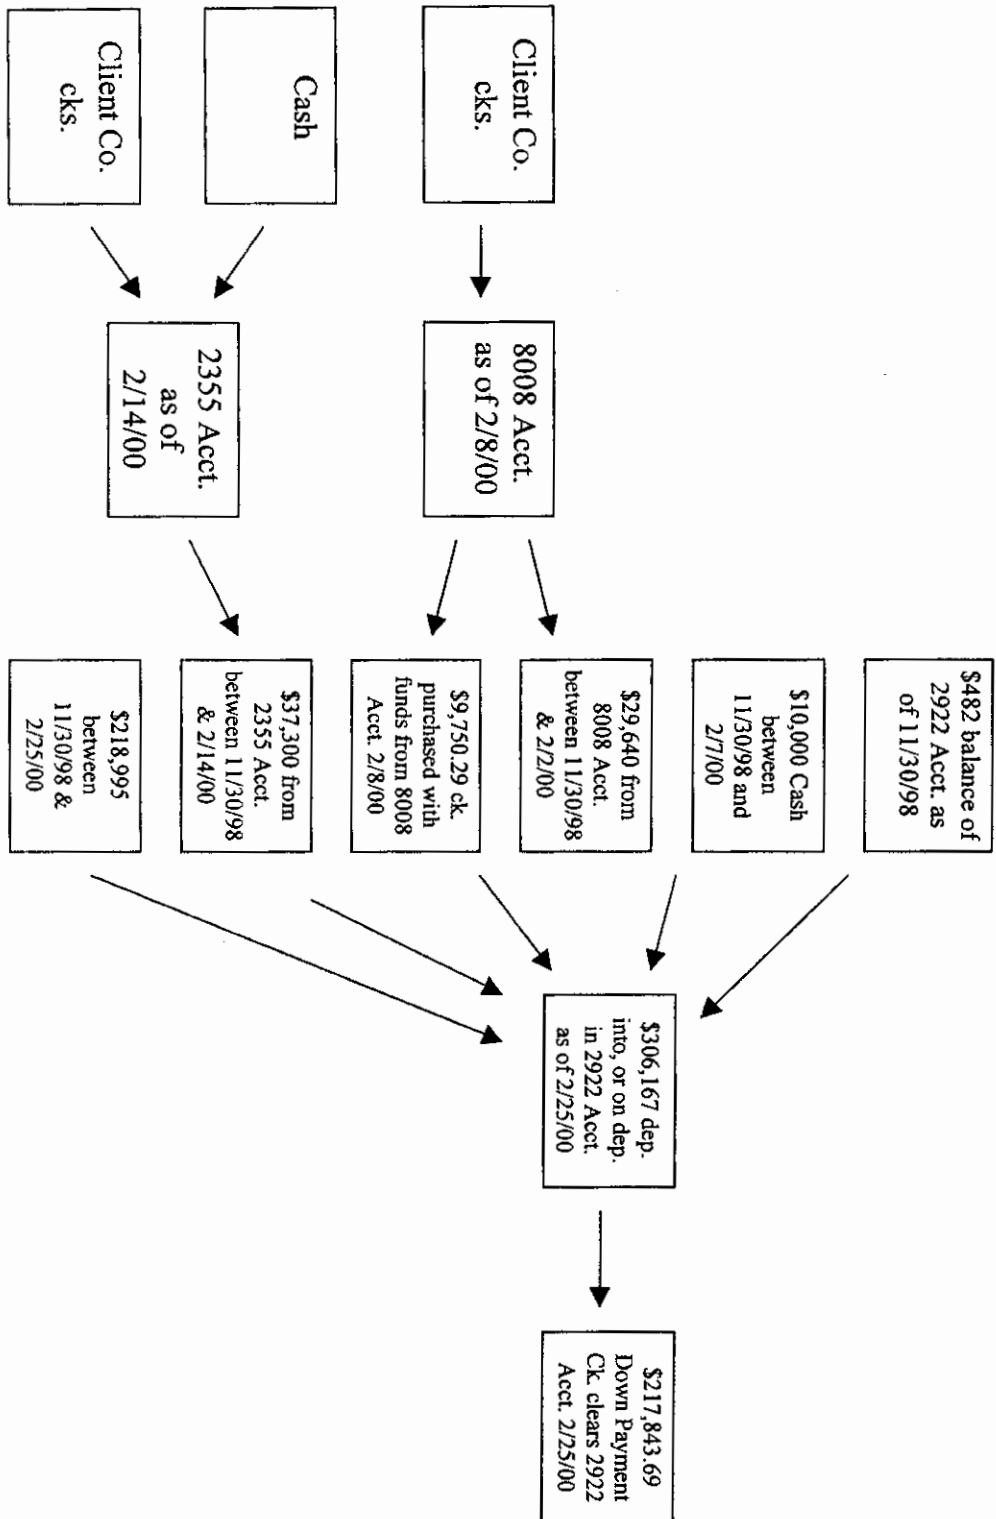 Client Co.
cks.
Cash
Client Co.
cks.
8008 Acct.
as of 2/8/00
2355 Acct.
as of
2/14/00
$482 balance of
2922 Acct. as
of 11/30/98
$10,000 Cash
between
11/30/98 and
2/7/00
$29,640 from
8008 Acct.
between 11/30/98
& 2/2/00
$9,750.29 ck.
purchased with
funds from 8008
Acct. 2/8/00
$37,300 from
2355 Acct.
between 11/30/98
& 2/14/00
$218,995
between
11/30/98 &
2/25/00
$306,167 dep.
into, or on dep.
in 2922 Acct.
as of 2/25/00
$217,843.69
Down Payment
Ck. clears 2922
Acct. 2/25/00